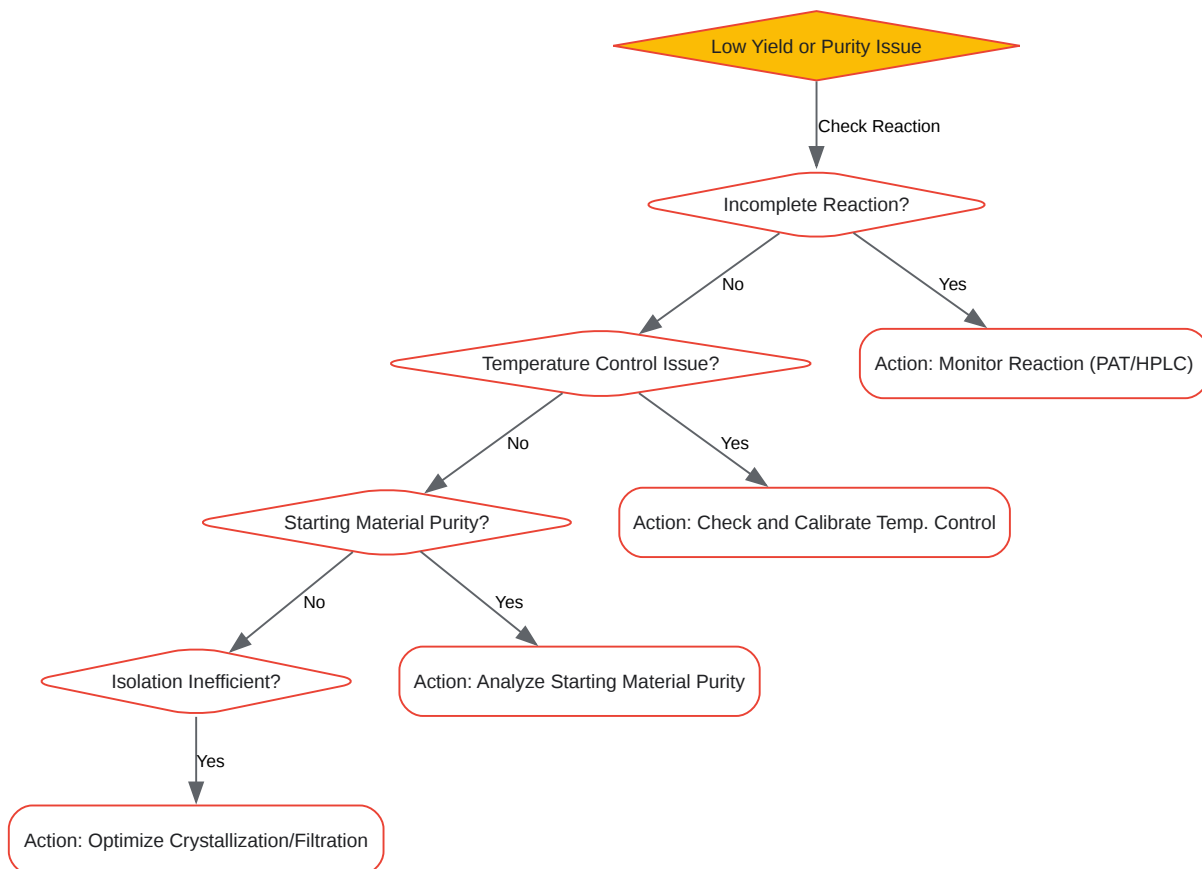 Low Yield or Purity Issue
Check Reaction
Incomplete Reaction?
No
Yes
Temperature Control Issue?
Action: Monitor Reaction (PAT/HPLC)
No
Yes
Starting Material Purity?
Action: Check and Calibrate Temp. Control
No
Yes
Isolation Inefficient?
Action: Analyze Starting Material Purity
Yes
Action: Optimize Crystallization/Filtration